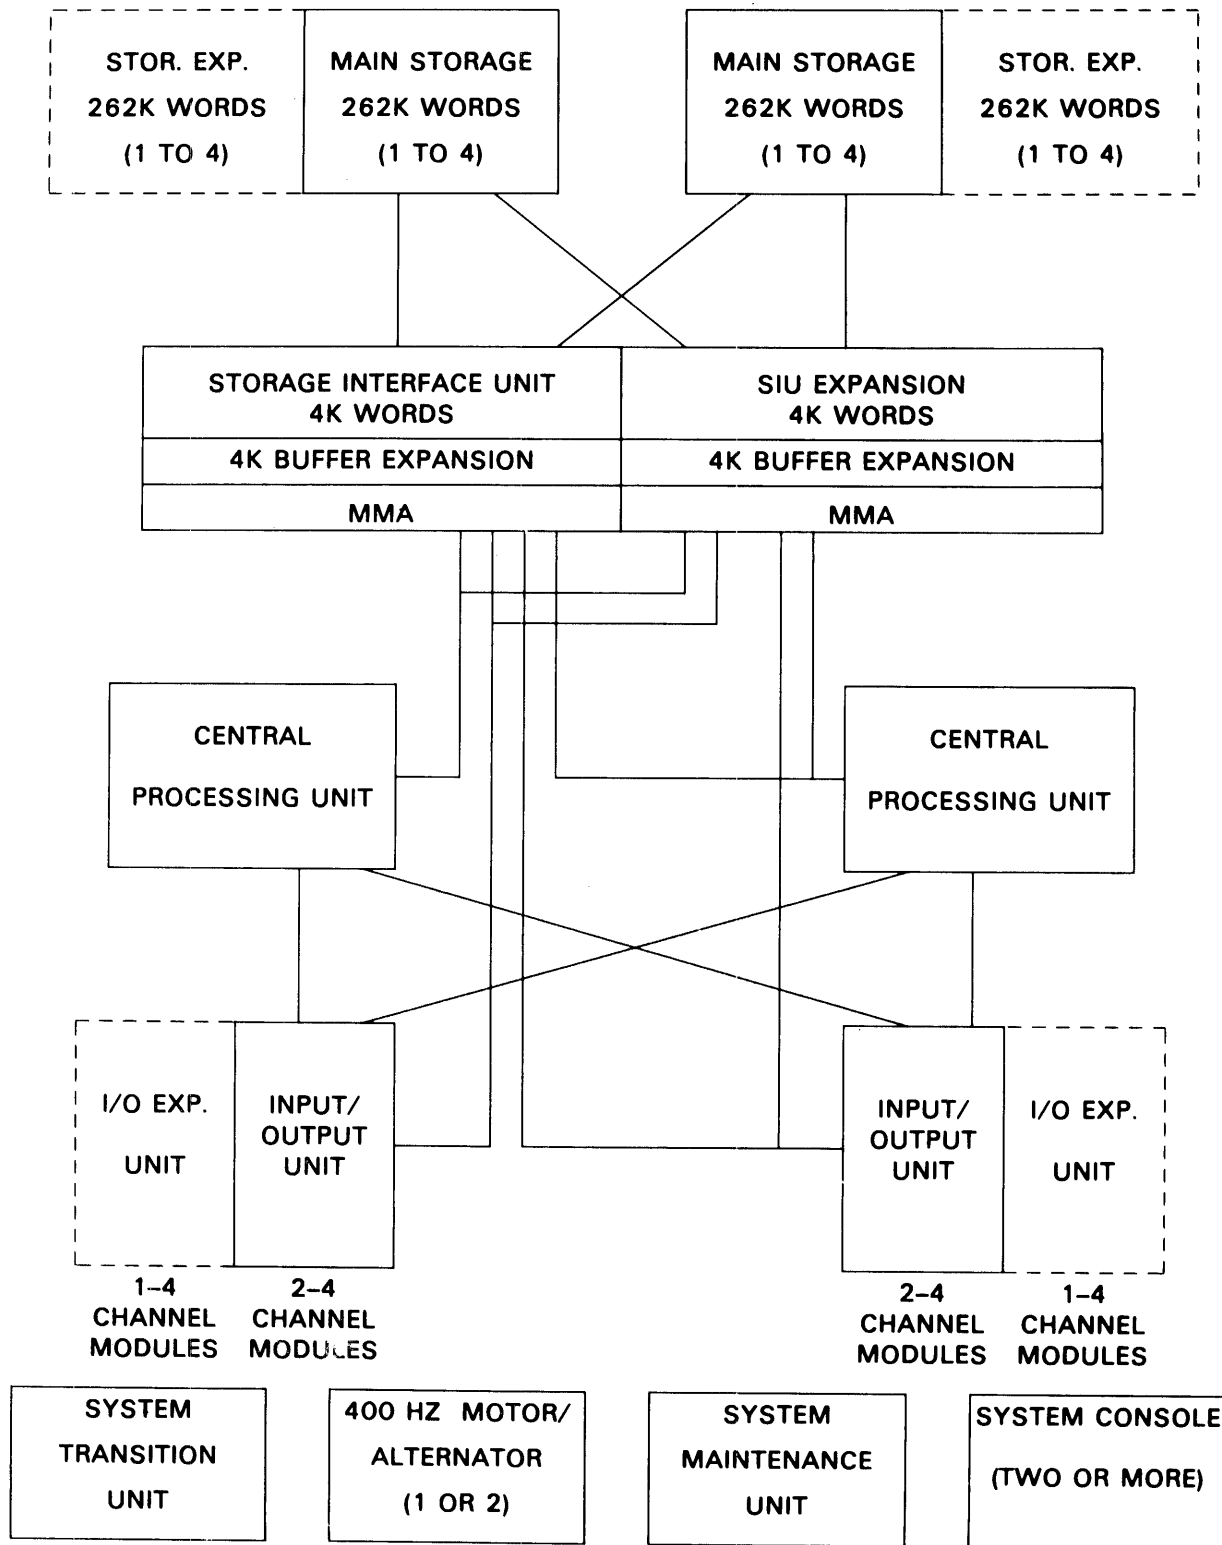 STOR. EXP.
262K WORDS
(1 TO 4)
MAIN STORAGE
262K WORDS
(1 TO 4)
MAIN STORAGE
262K WORDS
(1 TO 4)
STOR. EXP.
262K WORDS
(1 TO 4)
STORAGE INTERFACE UNIT
4K WORDS
SIU EXPANSION
4K WORDS
4K BUFFER EXPANSION
4K BUFFER EXPANSION
MMA
MMA
CENTRAL
PROCESSING UNIT
CENTRAL
PROCESSING UNIT
I/O EXP.
UNIT
INPUT/
OUTPUT
UNIT
INPUT/
OUTPUT
UNIT
I/O EXP.
UNIT
1–4
CHANNEL
MODULES
2–4
CHANNEL
MODULES
2–4
CHANNEL
MODULES
1–4
CHANNEL
MODULES
SYSTEM
TRANSITION
UNIT
400 HZ MOTOR/
ALTERNATOR
(1 OR 2)
SYSTEM
MAINTENANCE
UNIT
SYSTEM CONSOLE
(TWO OR MORE)